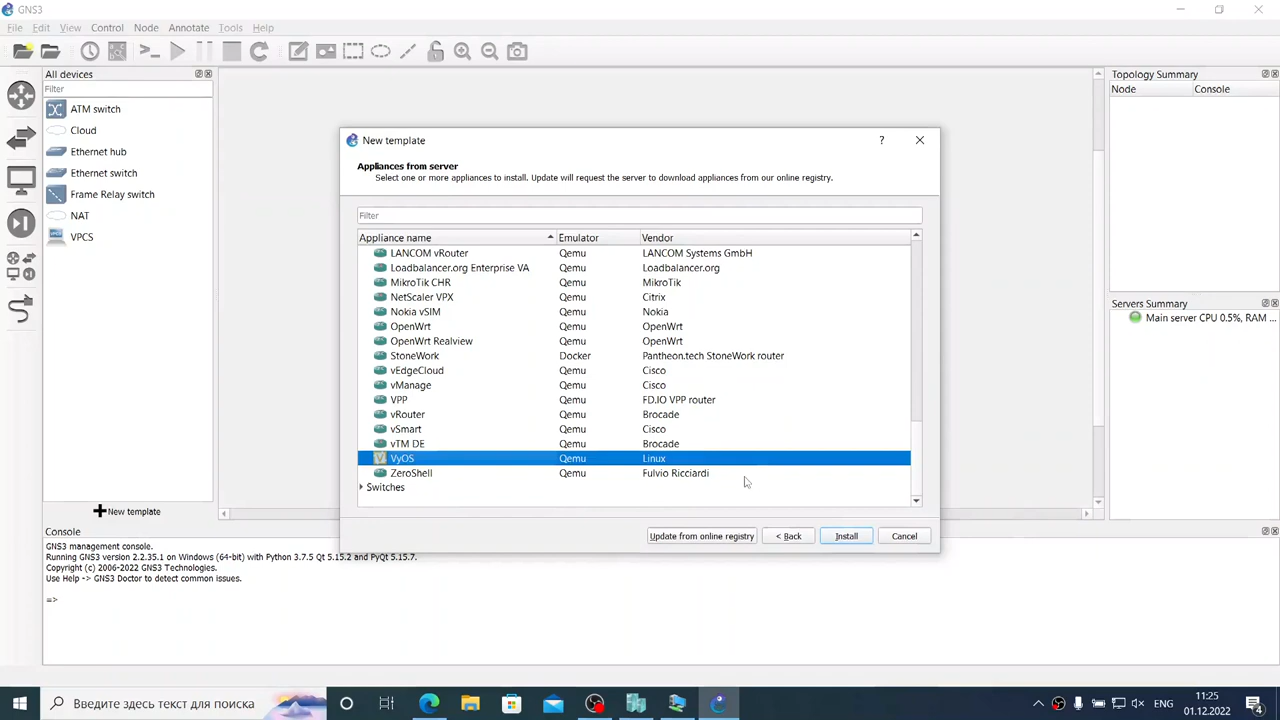 GNS3
File Edit View Control Node Annotate Tools Help
All devices
Filter
ATM switch
Cloud
Ethernet hub
Ethernet switch
Frame Relay switch
NAT
VPCS
New template
New template
?
Appliances from server
Select one or more appliances to install. Update will request the server to download appliances from our online registry.
Filter
Appliance name Emulator Vendor
LANCOM vRouter Qemu LANCOM Systems GmbH
Loadbalancer.org Enterprise VA Qemu Loadbalancer.org
MikroTik CHR Qemu MikroTik
NetScaler VPX Qemu Citrix
Nokia vSIM Qemu Nokia
OpenWrt Qemu OpenWrt
OpenWrt Realview Qemu OpenWrt
StoneWork Docker Pantheon.tech StoneWork router
vEdgeCloud Qemu Cisco
vManage Qemu Cisco
VPP Qemu FD.IO VPP router
vRouter Qemu Brocade
vSmart Qemu Cisco
vTM DE Qemu Brocade
VyOS Qemu Linux
ZeroShell Qemu Fulvio Ricciardi
Switches
Update from online registry < Back Install Cancel
Topology Summary
Node Console
Servers Summary
Main server CPU 0.5%, RAM ...
Console
GNS3 management console.
Running GNS3 version 2.2.35.1 on Windows (64-bit) with Python 3.7.5 Qt 5.15.2 and PyQt 5.15.7.
Copyright (c) 2006-2022 GNS3 Technologies.
Use Help -> GNS3 Doctor to detect common issues.
=>
Введите здесь текст для поиска
ENG
11:25
01.12.2022
4